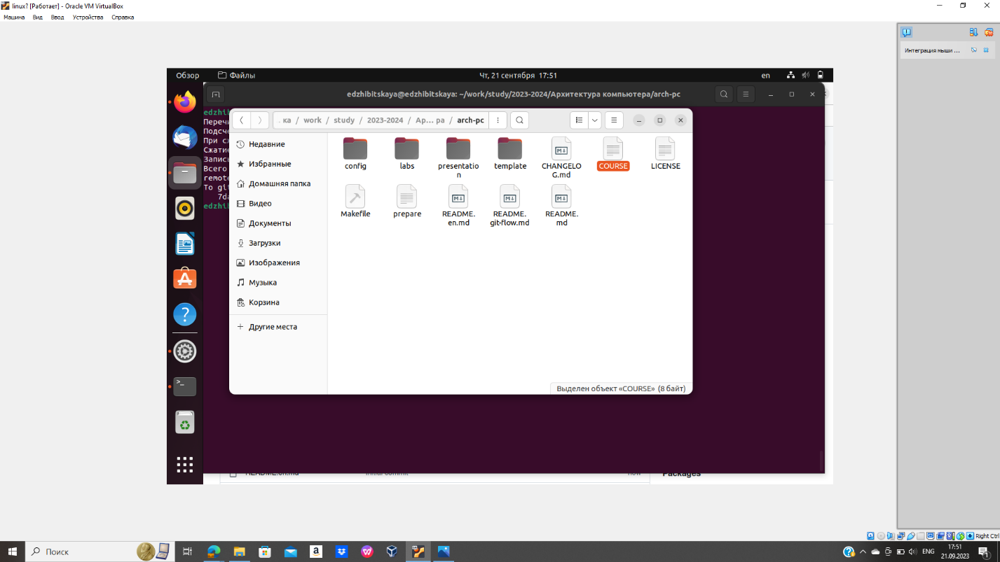 linux? [Работает] - Oracle VM VirtualBox
Машина Вид Ввод Устройства Справка
Интеграция мыши ...
Обзор Файлы Чт, 21 сентября 17:51 en
edzhibitskaya@edzhibitskaya: ~/work/study/2023-2024/Архитектура компьютера/arch-pc
edzhib
Перечи
Подсче
При сж
Сжатие
Запись
Всего
remote
To git
7da
edzhib
ка / work / study / 2023-2024 / Ар… ра / arch-pc
Недавние
Избранные
Домашняя папка
Видео
Документы
Загрузки
Изображения
Музыка
Корзина
Другие места
config
labs
presentatio
n
template
CHANGELO
G.md
COURSE
LICENSE
Makefile
prepare
README.
en.md
README.
git-flow.md
README.
md
Выделен объект «COURSE» (8 байт)
README.en.md Initial commit now
Packages
Right Ctrl
Поиск
ENG
17:51
21.09.2023
1